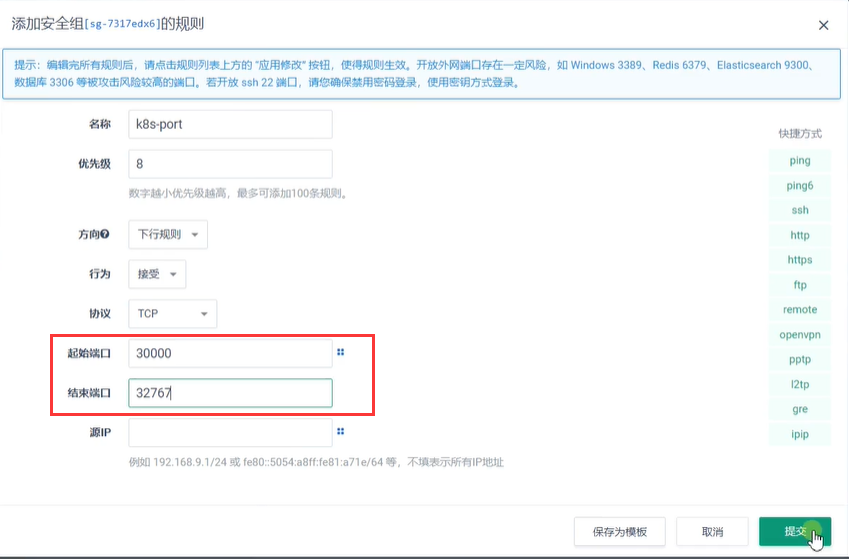 添加安全组[sg-7317edx6]的规则
提示：编辑完所有规则后，请点击规则列表上方的 "应用修改" 按钮，使得规则生效。开放外网端口存在一定风险，如 Windows 3389、Redis 6379、Elasticsearch 9300、
数据库 3306 等被攻击风险较高的端口。若开放 ssh 22 端口，请您确保禁用密码登录，使用密钥方式登录。
名称 k8s-port
优先级 8
数字越小优先级越高，最多可添加100条规则。
方向 下行规则
行为 接受
协议 TCP
起始端口 30000
结束端口 32767
源IP
例如 192.168.9.1/24 或 fe80::5054:a8ff:fe81:a71e/64 等，不填表示所有IP地址
快捷方式
ping
ping6
ssh
http
https
ftp
remote
openvpn
pptp
l2tp
gre
ipip
保存为模板 取消 提交